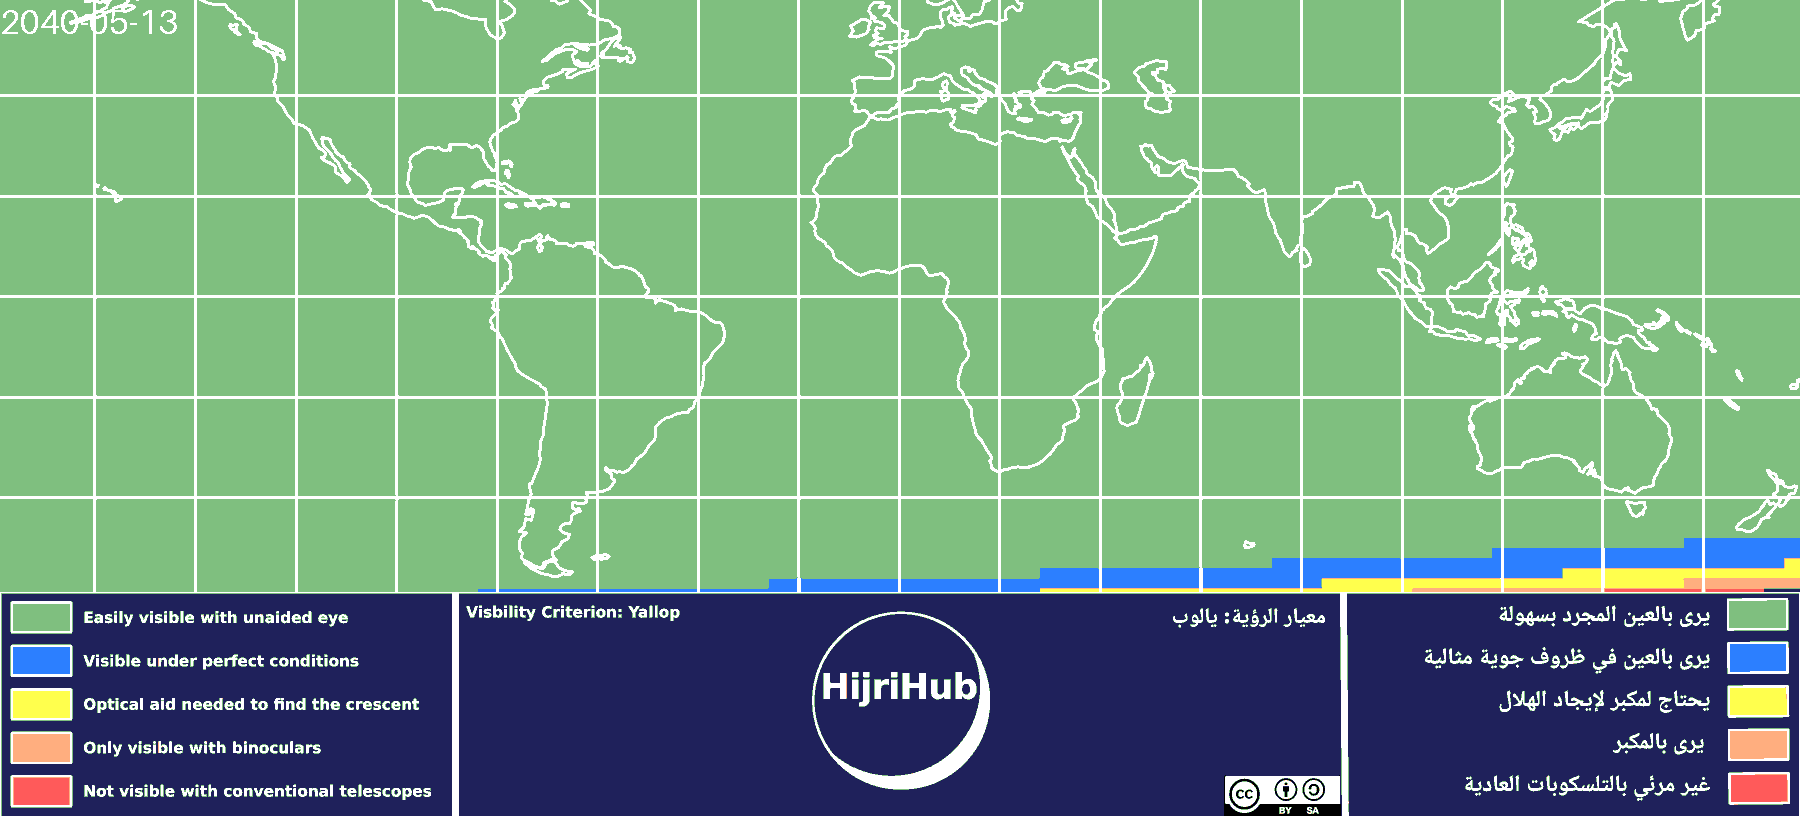 2040-05-13
Easily visible with unaided eye
Visible under perfect conditions
Optical aid needed to find the crescent
Only visible with binoculars
Not visible with conventional telescopes
Visbility Criterion: Yallop
معيار الرؤية: يالوب
HijriHub
cc
BY SA
يرى بالعين المجرد بسهولة
يرى بالعين في ظروف جوية مثالية
يحتاج لمكبر لإيجاد الهلال
يرى بالمكبر
غير مرئي بالتلسكوبات العادية